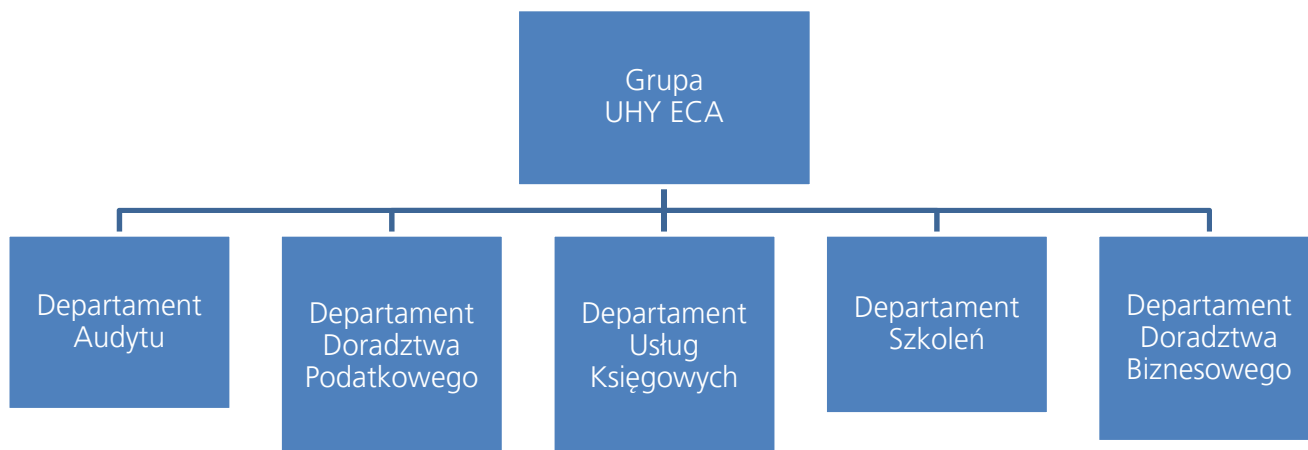 Grupa
UHY ECA
Departament
Audytu
Departament
Doradztwa
Podatkowego
Departament
Usług
Księgowych
Departament
Szkoleń
Departament
Doradztwa
Biznesowego